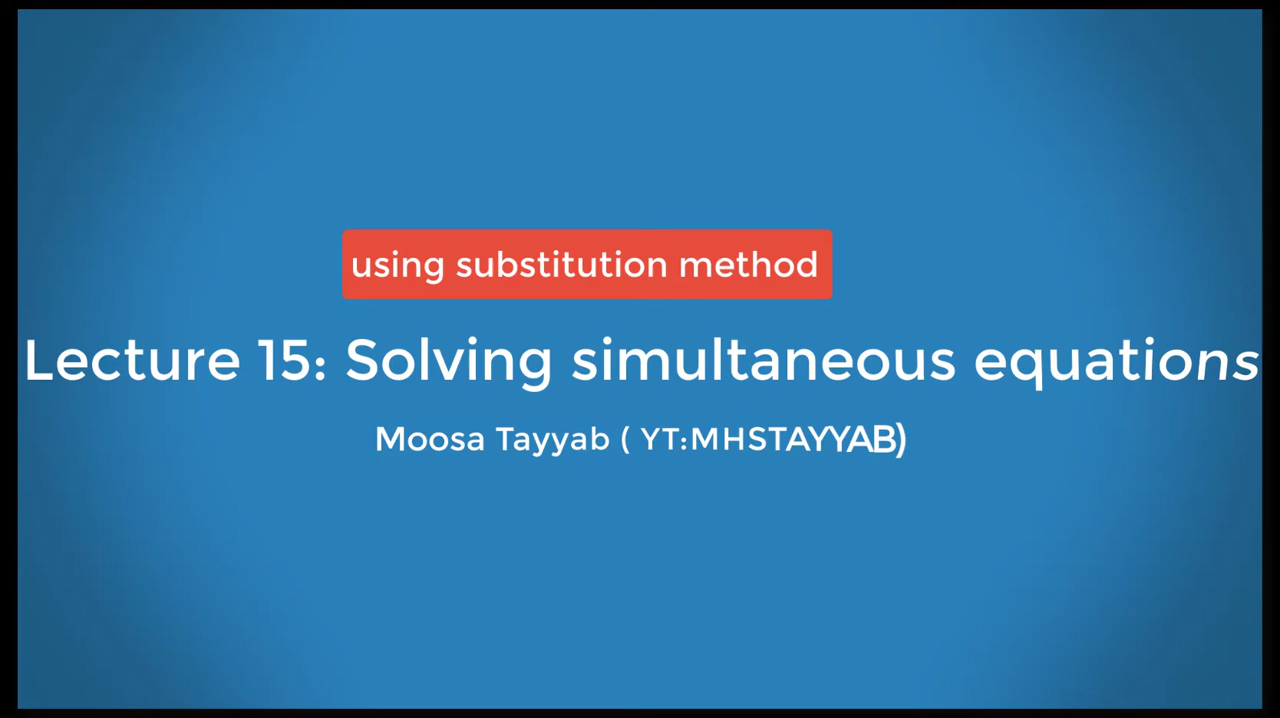 using substitution method
Lecture 15: Solving simultaneous equations
Moosa Tayyab ( YT:MHSTAYYAB)